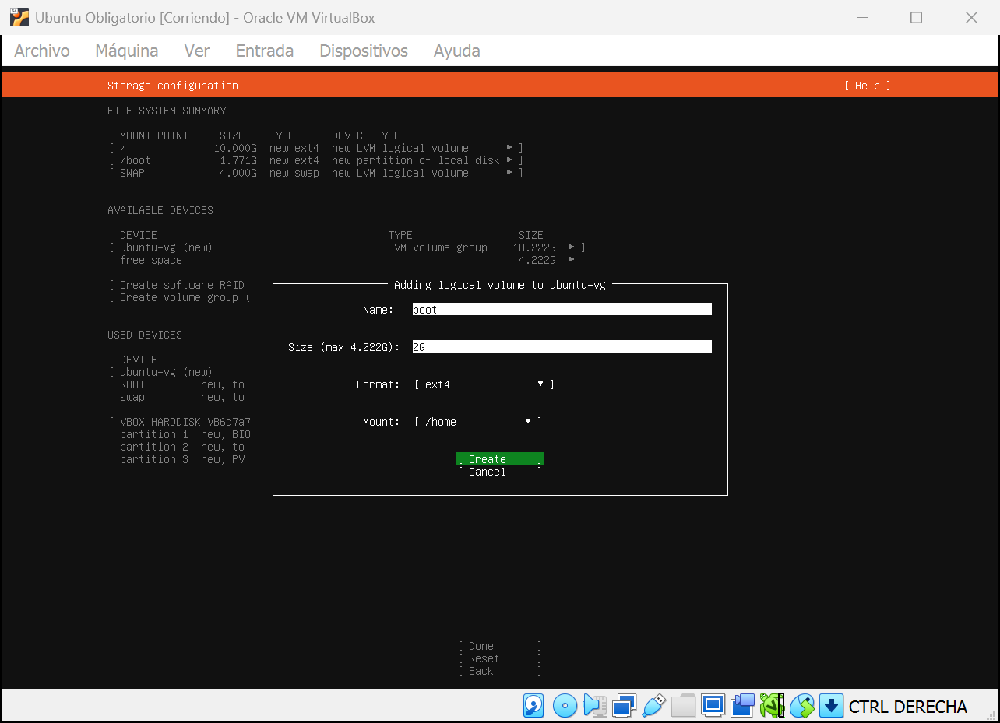 Ubuntu Obligatorio [Corriendo] - Oracle VM VirtualBox
Archivo Máquina Ver Entrada Dispositivos Ayuda
Storage configuration [ Help ]
FILE SYSTEM SUMMARY
MOUNT POINT SIZE TYPE DEVICE TYPE
[ / 10.000G new ext4 new LVM logical volume ▸ ]
[ /boot 1.771G new ext4 new partition of local disk ▸ ]
[ SWAP 4.000G new swap new LVM logical volume ▸ ]
AVAILABLE DEVICES
DEVICE TYPE SIZE
[ ubuntu-vg (new) LVM volume group 18.222G ▸ ]
free space 4.222G ▸
[ Create software RAID
[ Create volume group (
Adding logical volume to ubuntu-vg
Name: boot
Size (max 4.222G): 2G
Format: [ ext4 ▾ ]
Mount: [ /home ▾ ]
[ Create ]
[ Cancel ]
USED DEVICES
DEVICE
[ ubuntu-vg (new)
ROOT new, to
swap new, to
[ VBOX_HARDDISK_VB6d7a7
partition 1 new, BIO
partition 2 new, to
partition 3 new, PV
[ Done ]
[ Reset ]
[ Back ]
CTRL DERECHA